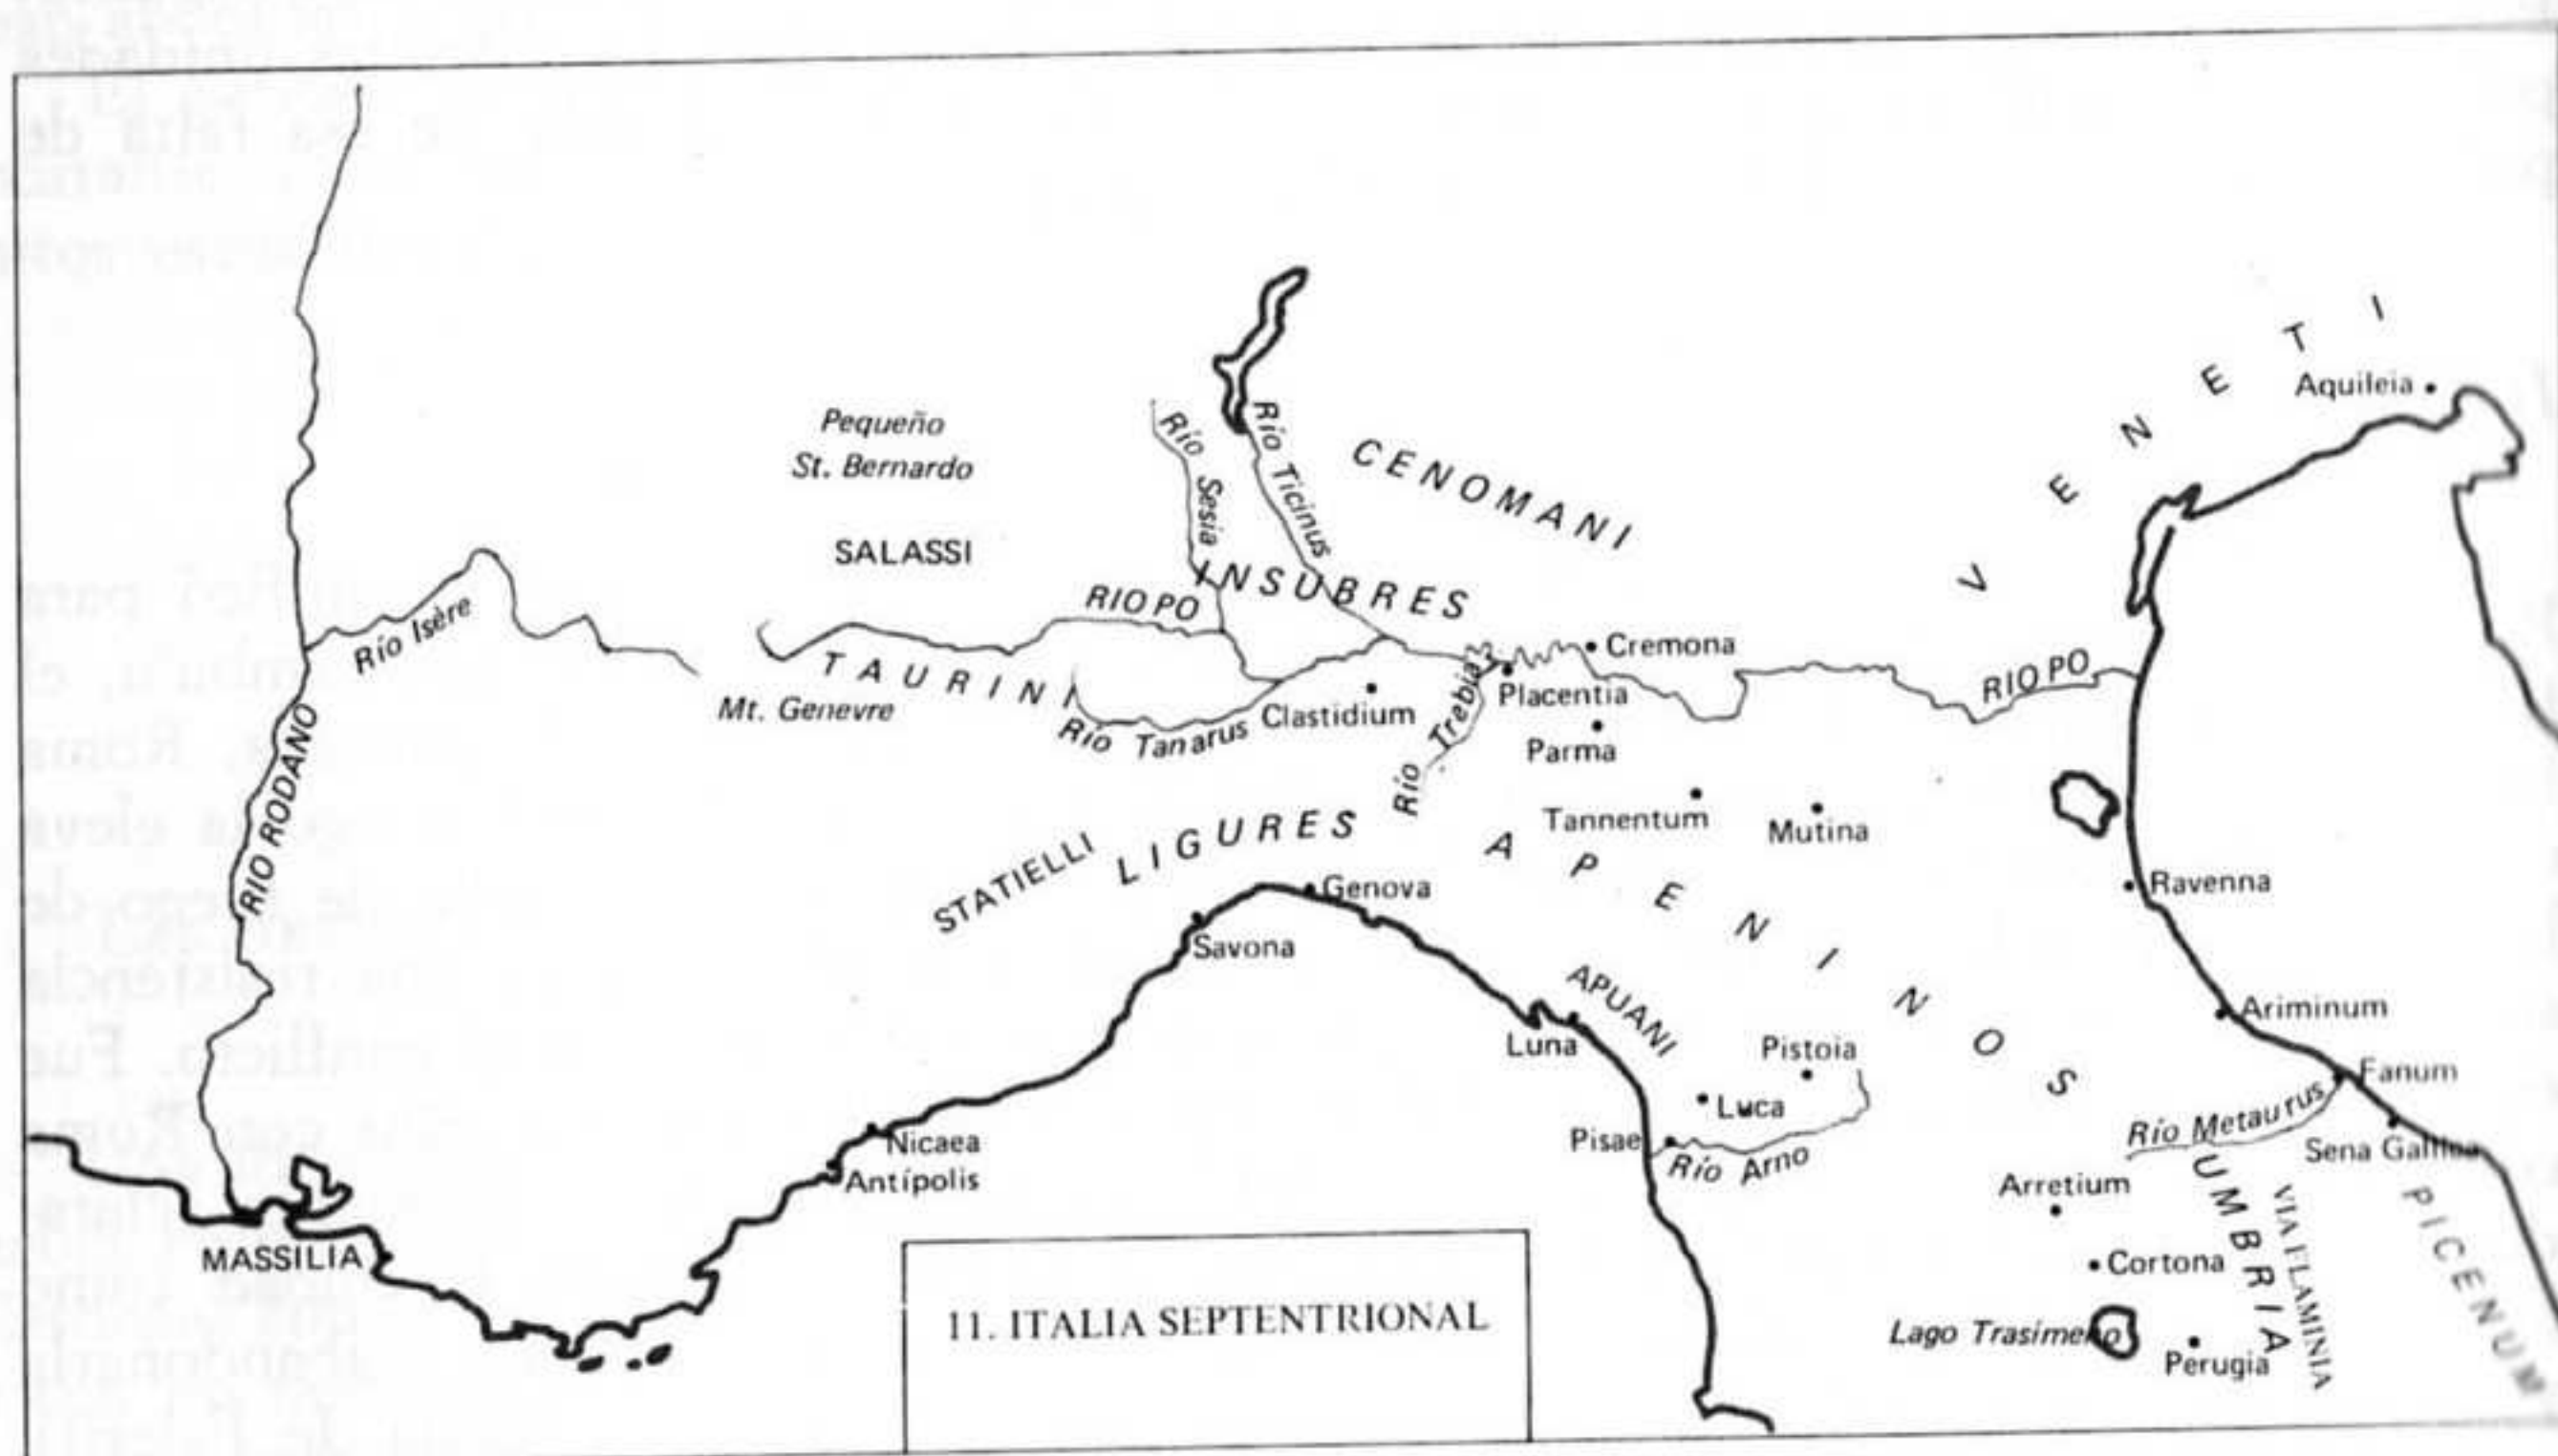 Pequeño
St. Bernardo
SALASSI
Río Sesia
Río Ticinus
CENOMANI
VENETI
Aquileia
INSUBRES
RIO PO
Río Isère
TAURINI
Mt. Genevre
Río Tanarus
Clastidium
Río Trebia
Placentia
Cremona
RIO PO
Parma
Tannentum
Mutina
RIO RODANO
STATIELLI
LIGURES
APENINOS
Genova
Savona
Ravenna
APUANI
Luna
Pistoia
Luca
Ariminum
Fanum
Río Metaurus
Sena Gallica
Nicaea
Antípolis
Pisae
Río Arno
Arretium
UMBRIA
VIA FLAMINIA
PICENUM
MASSILIA
Cortona
Lago Trasimeno
Perugia
11. ITALIA SEPTENTRIONAL